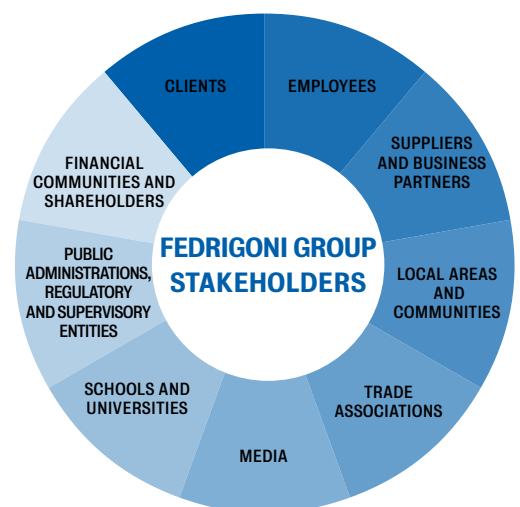 CLIENTS
EMPLOYEES
SUPPLIERS
AND BUSINESS
PARTNERS
LOCAL AREAS
AND
COMMUNITIES
TRADE
ASSOCIATIONS
MEDIA
SCHOOLS AND
UNIVERSITIES
PUBLIC
ADMINISTRATIONS,
REGULATORY
AND SUPERVISORY
ENTITIES
FINANCIAL
COMMUNITIES AND
SHAREHOLDERS
FEDRIGONI GROUP
STAKEHOLDERS